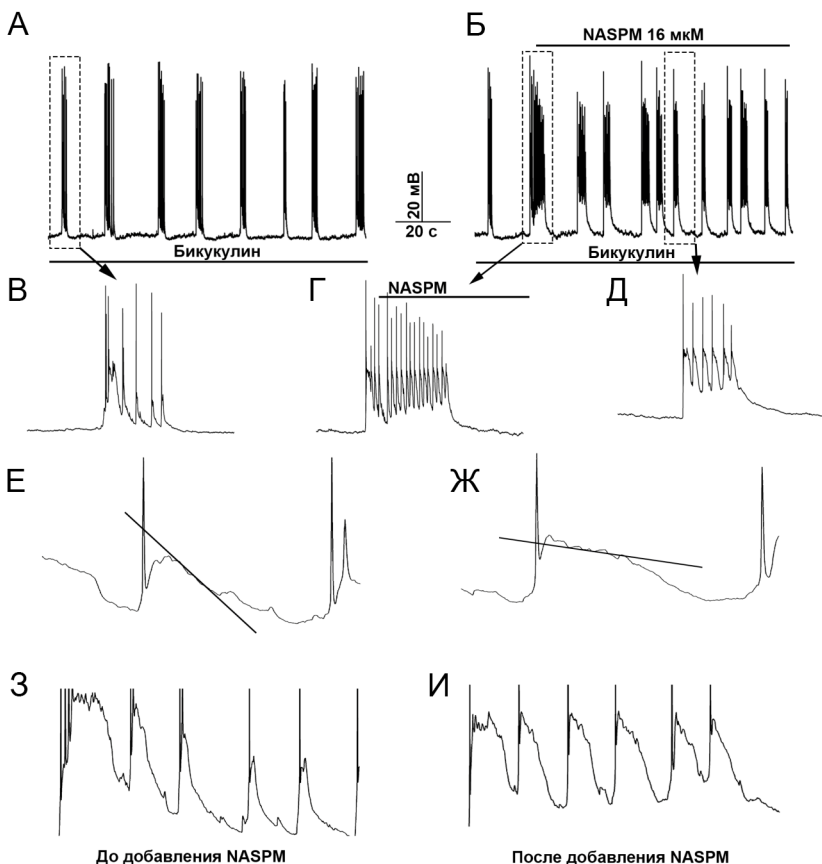 А
Б
NASPM 16 мкМ
20 мВ
20 с
Бикукулин
Бикукулин
В
Г
NASPM
Д
Е
Ж
З
И
До добавления NASPM
После добавления NASPM